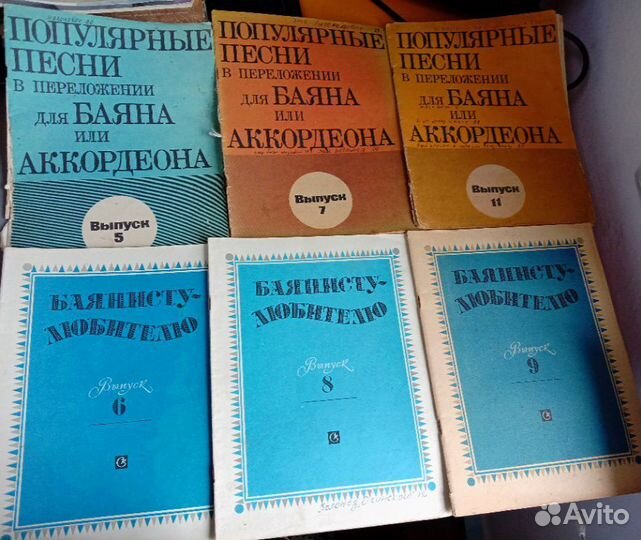 ПОПУЛЯРНЫЕ
ПЕСНИ
В ПЕРЕЛОЖЕНИИ
ДЛЯ БАЯНА
ИЛИ
АККОРДЕОНА
Выпуск
5
ПОПУЛЯРНЫЕ
ПЕСНИ
В ПЕРЕЛОЖЕНИИ
ДЛЯ БАЯНА
ИЛИ
АККОРДЕОНА
Выпуск
7
ПОПУЛЯРНЫЕ
ПЕСНИ
В ПЕРЕЛОЖЕНИИ
ДЛЯ БАЯНА
ИЛИ
АККОРДЕОНА
Выпуск
11
БАЯНИСТУ-
ЛЮБИТЕЛЮ
Выпуск
6
БАЯНИСТУ-
ЛЮБИТЕЛЮ
Выпуск
8
БАЯНИСТУ-
ЛЮБИТЕЛЮ
Выпуск
9
Avito